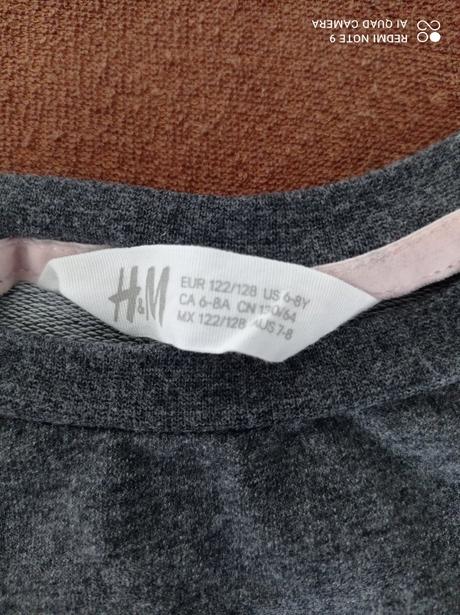 REDMI NOTE 9
AI QUAD CAMERA
H&M
EUR 122/128 US 6-8Y
CA 6-8A CN 130/64
MX 122/128 AUS 7-8